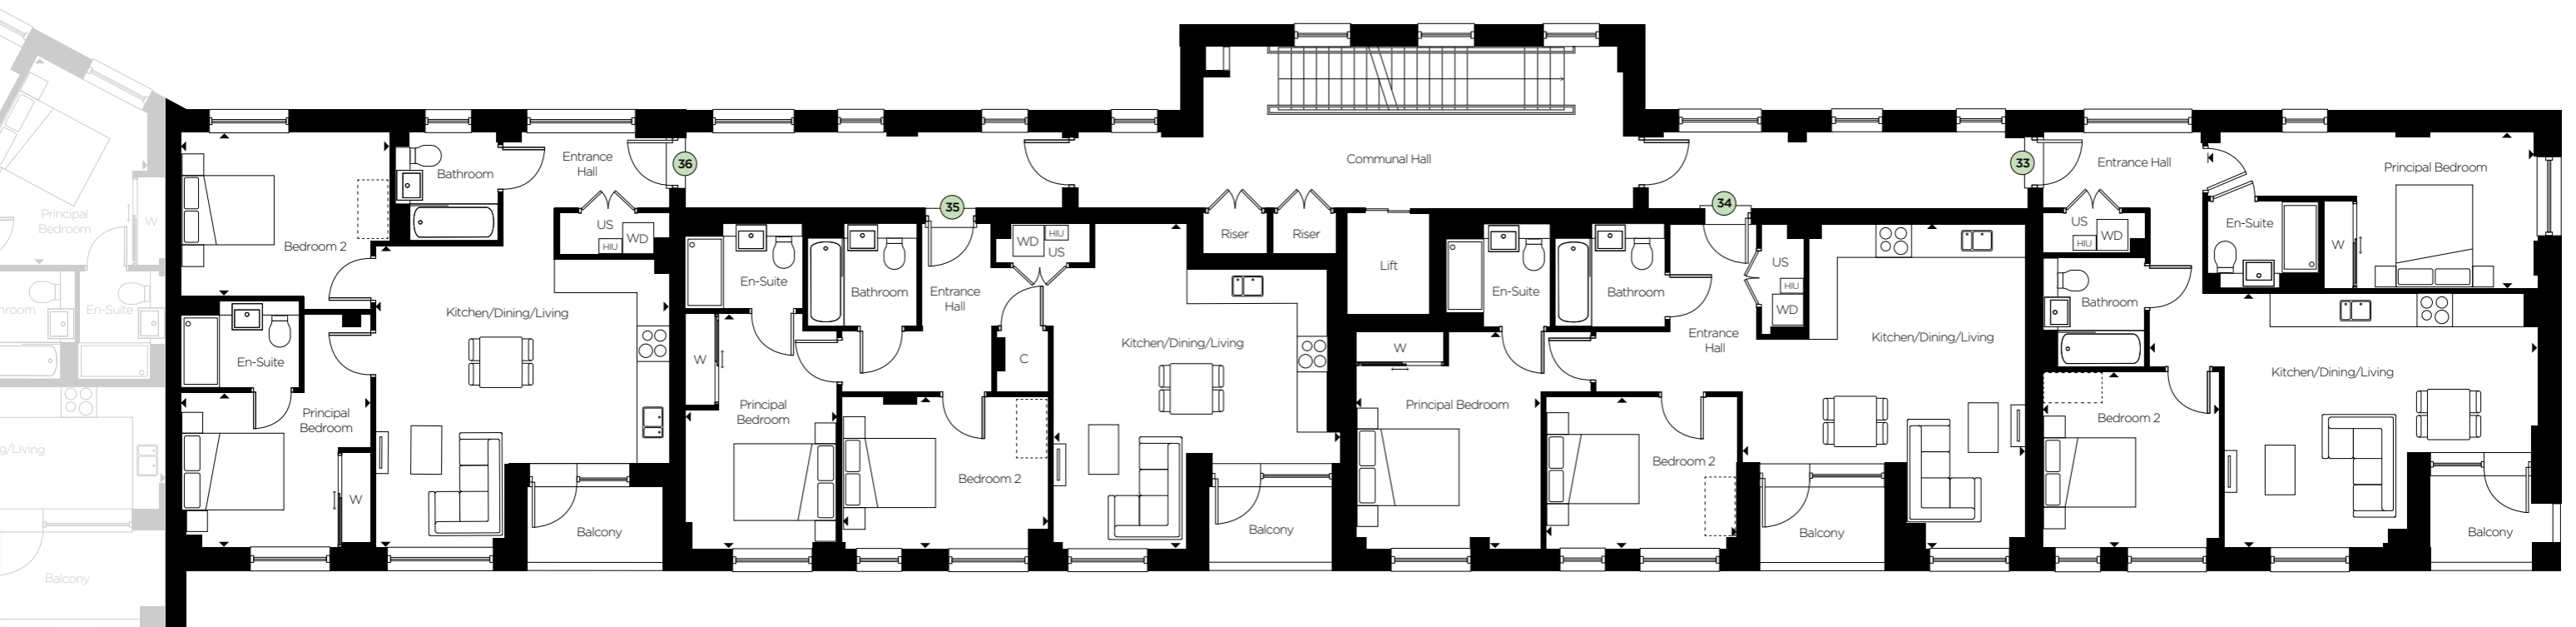 36
Entrance
Hall
Bathroom
Bedroom 2
US
HIU
WD
Kitchen/Dining/Living
En-Suite
Principal
Bedroom
W
Balcony
35
En-Suite
Bathroom
Entrance
Hall
WD
HIU
US
W
C
Kitchen/Dining/Living
Principal
Bedroom
Bedroom 2
Balcony
Communal Hall
Riser
Riser
Lift
34
En-Suite
Bathroom
US
HIU
WD
Entrance
Hall
Kitchen/Dining/Living
W
Principal Bedroom
Bedroom 2
Balcony
33
Entrance Hall
Principal Bedroom
US
HIU
WD
En-Suite
W
Bathroom
Kitchen/Dining/Living
Bedroom 2
Balcony
Principal
Bedroom
W
En-Suite
Balcony